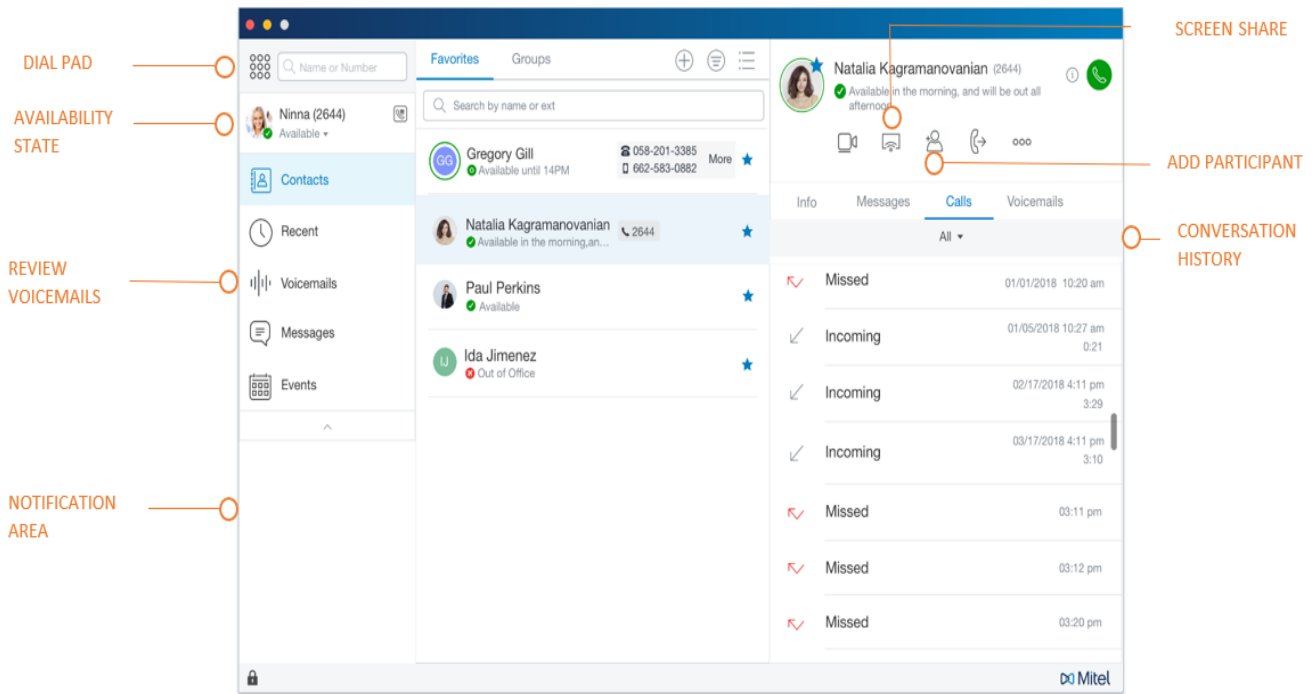 SCREEN SHARE
DIAL PAD
AVAILABILITY
STATE
REVIEW
VOICEMAILS
NOTIFICATION
AREA
Name or Number
Ninna (2644)
Available
Contacts
Recent
Voicemails
Messages
Events
Favorites Groups
Search by name or ext
GG Gregory Gill 058-201-3385 More
Available until 14PM 662-583-0882
Natalia Kagramanovanian 2644
Available in the morning,an...
Paul Perkins
Available
IJ Ida Jimenez
Out of Office
Natalia Kagramanovanian (2644)
Available in the morning, and will be out all
afternoon
Info Messages Calls Voicemails
All
Missed 01/01/2018 10:20 am
Incoming 01/05/2018 10:27 am
0:21
Incoming 02/17/2018 4:11 pm
3:29
Incoming 03/17/2018 4:11 pm
3:10
Missed 03:11 pm
Missed 03:12 pm
Missed 03:20 pm
Mitel
ADD PARTICIPANT
CONVERSATION
HISTORY